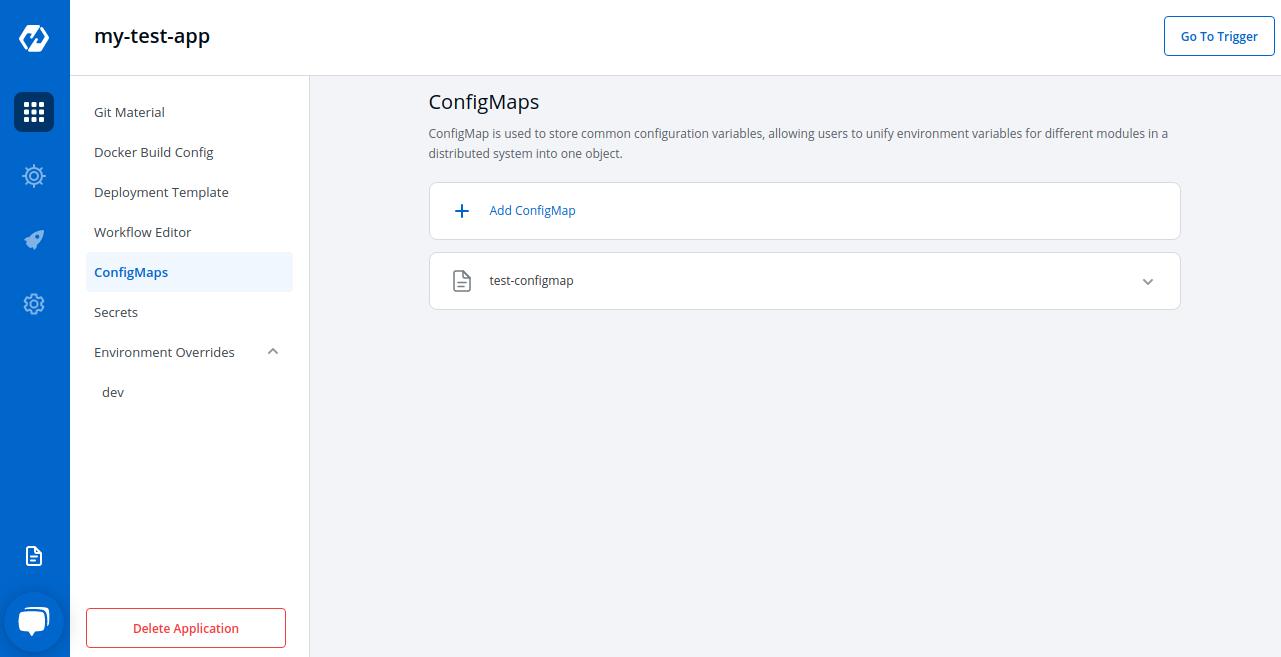 my-test-app
Go To Trigger
Git Material
Docker Build Config
Deployment Template
Workflow Editor
ConfigMaps
Secrets
Environment Overrides
dev
Delete Application
ConfigMaps
ConfigMap is used to store common configuration variables, allowing users to unify environment variables for different modules in a
distributed system into one object.
Add ConfigMap
test-configmap